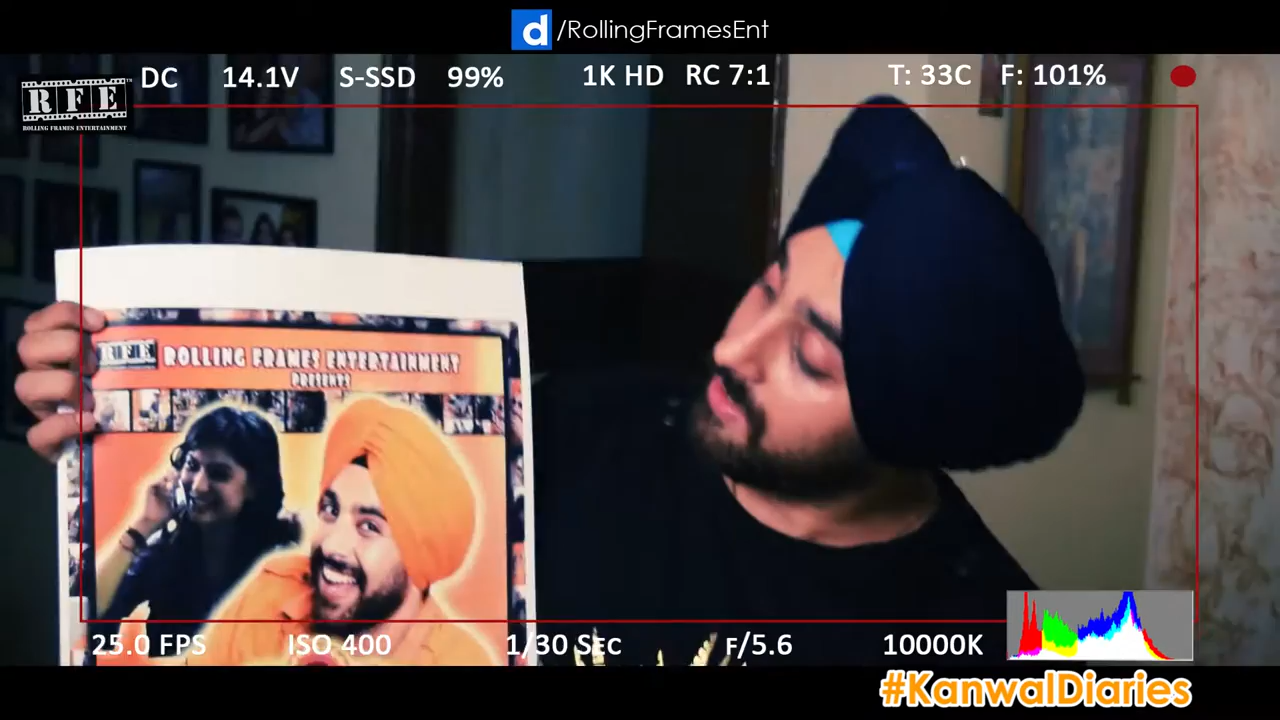 d /RollingFramesEnt
RFE
ROLLING FRAMES ENTERTAINMENT
DC 14.1V S-SSD 99% 1K HD RC 7:1 T: 33C F: 101%
RFE ROLLING FRAMES ENTERTAINMENT
PRESENTS
25.0 FPS ISO 400 1/30 SEC F/5.6 10000K
#KanwalDiaries